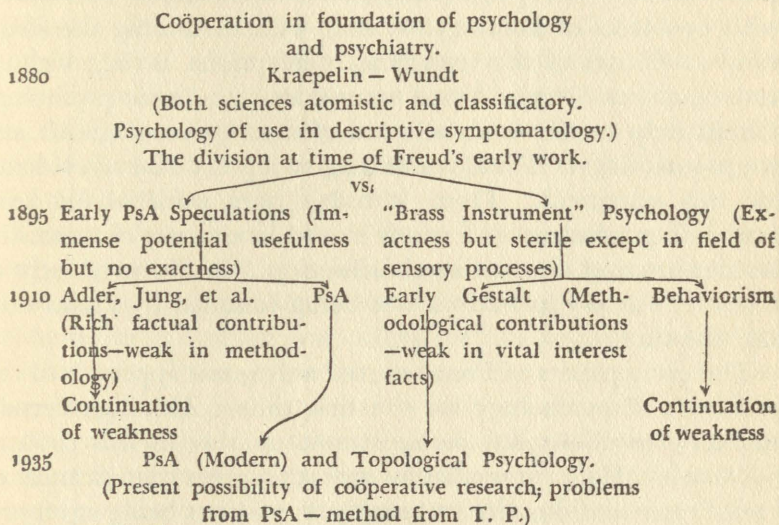 Coöperation in foundation of psychology
and psychiatry.
1880 Kraepelin – Wundt
(Both sciences atomistic and classificatory.
Psychology of use in descriptive symptomatology.)
The division at time of Freud's early work.
vs.
1895 Early PsA Speculations (Im- "Brass Instrument" Psychology (Ex-
mense potential usefulness actness but sterile except in field of
but no exactness) sensory processes)
1910 Adler, Jung, et al. PsA Early Gestalt (Meth- Behaviorism
(Rich factual contribu- odological contributions
tions—weak in method- —weak in vital interest
ology) facts)
Continuation Continuation
of weakness of weakness
1935 PsA (Modern) and Topological Psychology.
(Present possibility of coöperative research; problems
from PsA – method from T. P.)